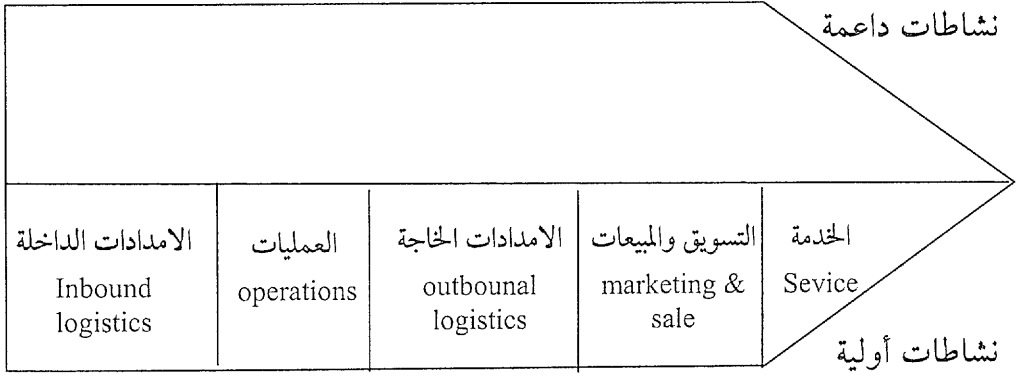 نشاطات داعمة
الامدادات الداخلة
Inbound
logistics
العمليات
operations
الامدادات الخاجة
outbounal
logistics
التسويق والمبيعات
marketing &
sale
الخدمة
Sevice
نشاطات أولية